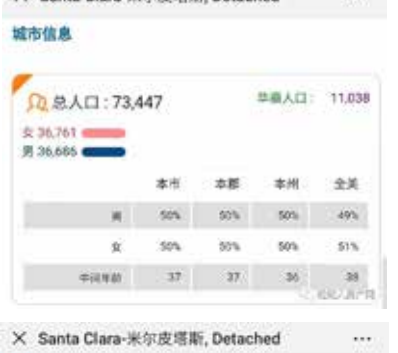 Santa Clara-米尔皮塔斯, Detached
城市信息
总人口 : 73,447
华裔人口: 11,038
女 36,761
男 36,686
本市 本郡 本州 全美
男 50% 50% 50% 49%
女 50% 50% 50% 51%
中间年龄 37 37 36 38
× Santa Clara-米尔皮塔斯, Detached ...